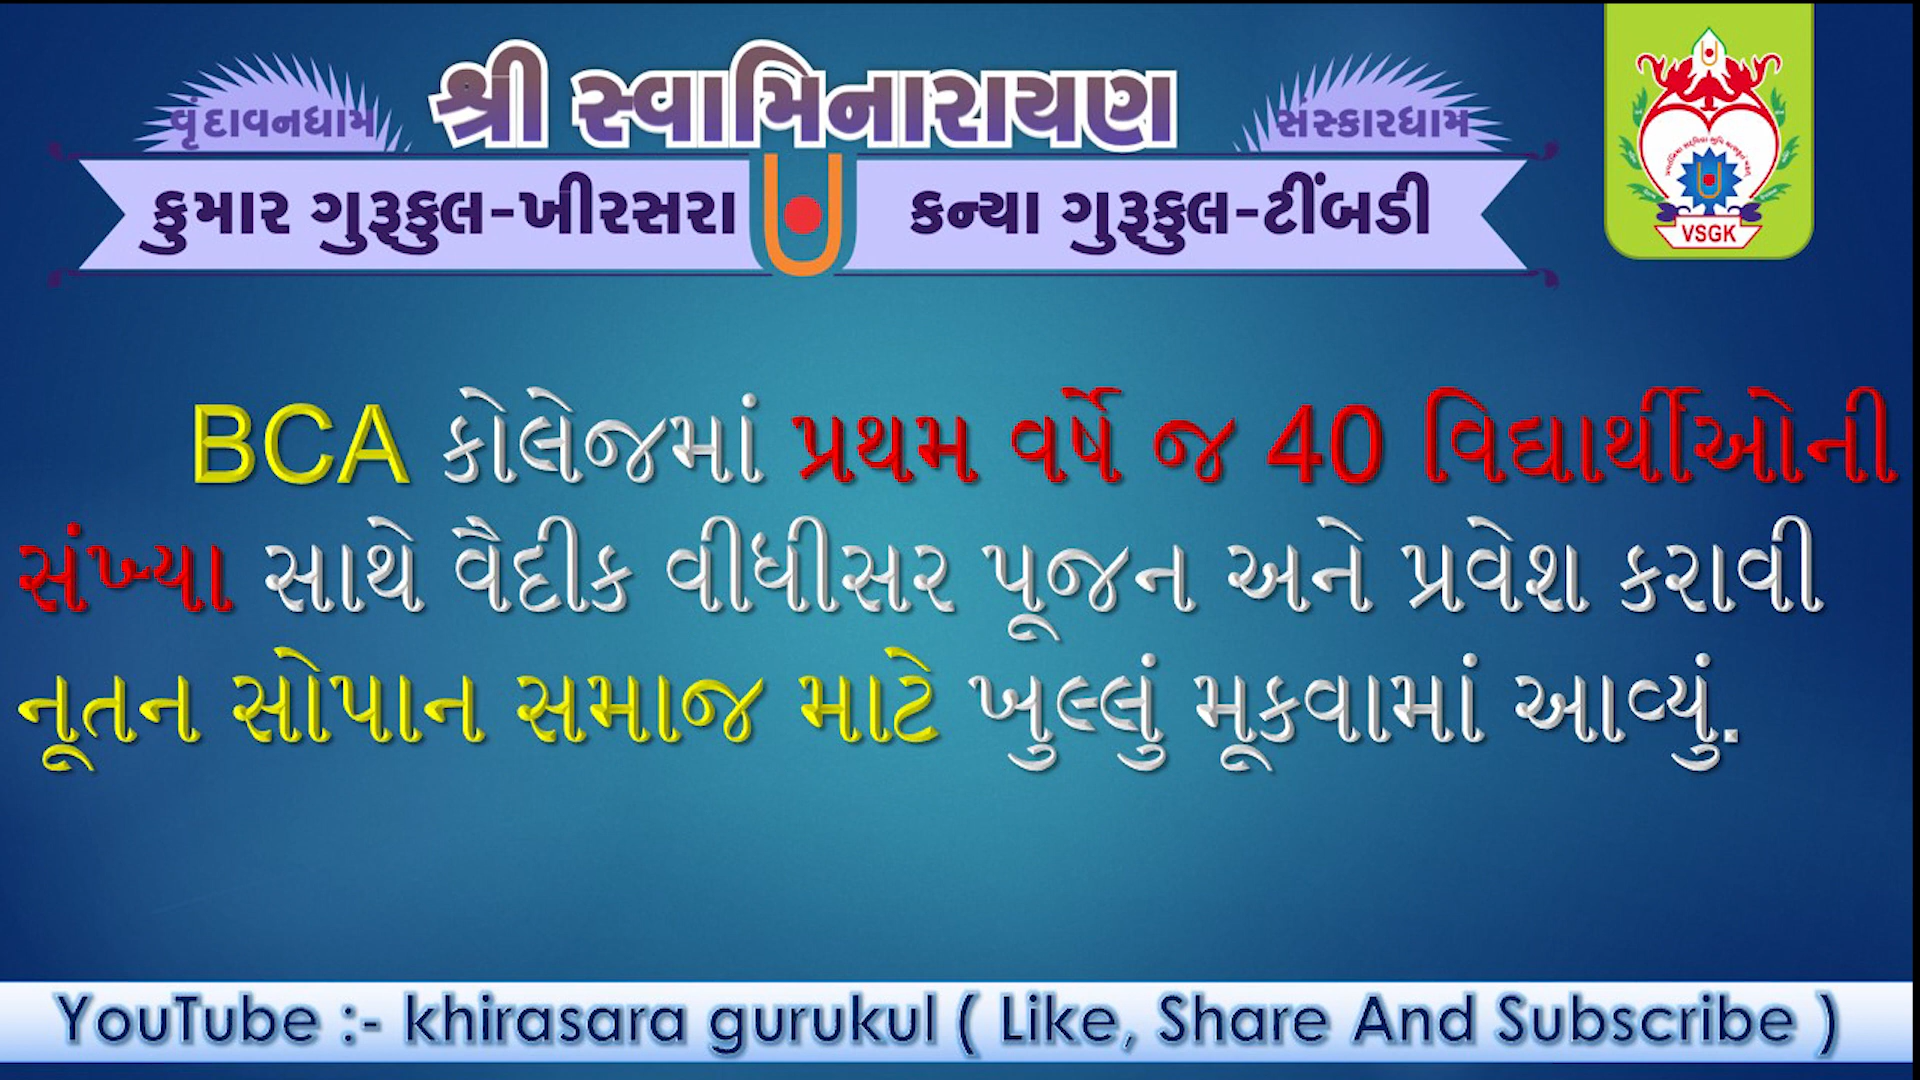 શ્રી સ્વામિનારાયણ
વૃંદાવનધામ
સંસ્કારધામ
કુમાર ગુરૂકુલ-ખીરસરા
કન્યા ગુરૂકુલ-ટીંબડી
VSGK
BCA કોલેજમાં પ્રથમ વર્ષે જ 40 વિદ્યાર્થીઓની
સંખ્યા સાથે વૈદીક વીધીસર પૂજન અને પ્રવેશ કરાવી
નૂતન સોપાન સમાજ માટે ખુલ્લું મૂકવામાં આવ્યું.
YouTube :- khirasara gurukul ( Like, Share And Subscribe )